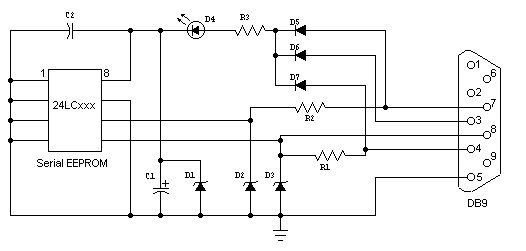 C2
D4
R3
D5
D6
D7
1
8
24LCxxx
Serial EEPROM
R2
R1
C1
+
D1
D2
D3
1
6
2
7
3
8
4
9
5
DB9